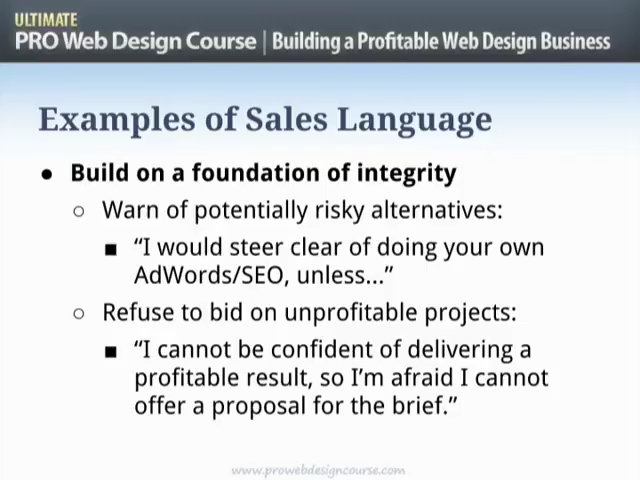 ULTIMATE
PRO Web Design Course | Building a Profitable Web Design Business
Examples of Sales Language
● Build on a foundation of integrity
○ Warn of potentially risky alternatives:
■ “I would steer clear of doing your own
AdWords/SEO, unless...”
○ Refuse to bid on unprofitable projects:
■ “I cannot be confident of delivering a
profitable result, so I’m afraid I cannot
offer a proposal for the brief.”
www.prowebdesigncourse.com